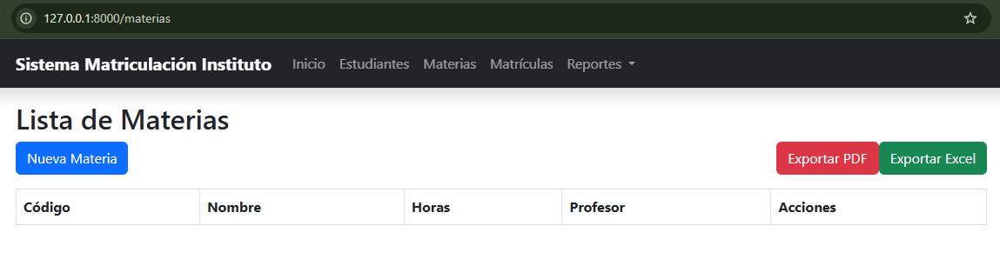 127.0.0.1:8000/materias
Sistema Matriculación Instituto Inicio Estudiantes Materias Matrículas Reportes
Lista de Materias
Nueva Materia Exportar PDF Exportar Excel
Código Nombre Horas Profesor Acciones